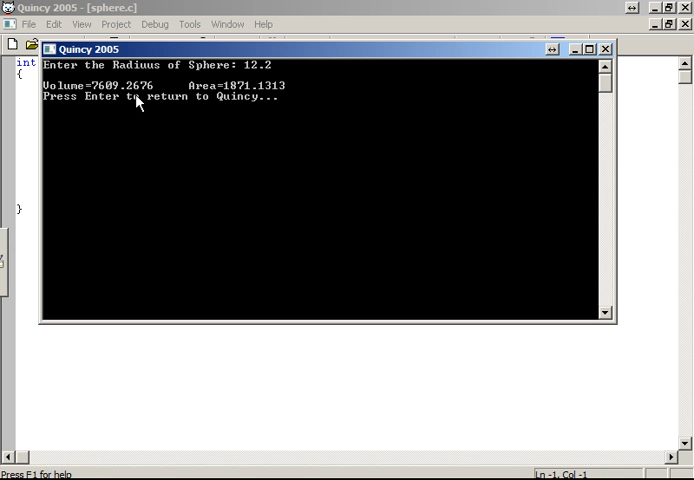 Quincy 2005 - [sphere.c]
File Edit View Project Debug Tools Window Help
Quincy 2005
int
{
Enter the Radiuus of Sphere: 12.2
Volume=7609.2676 Area=1871.1313
Press Enter to return to Quincy...
}
Press F1 for help
Ln -1, Col -1